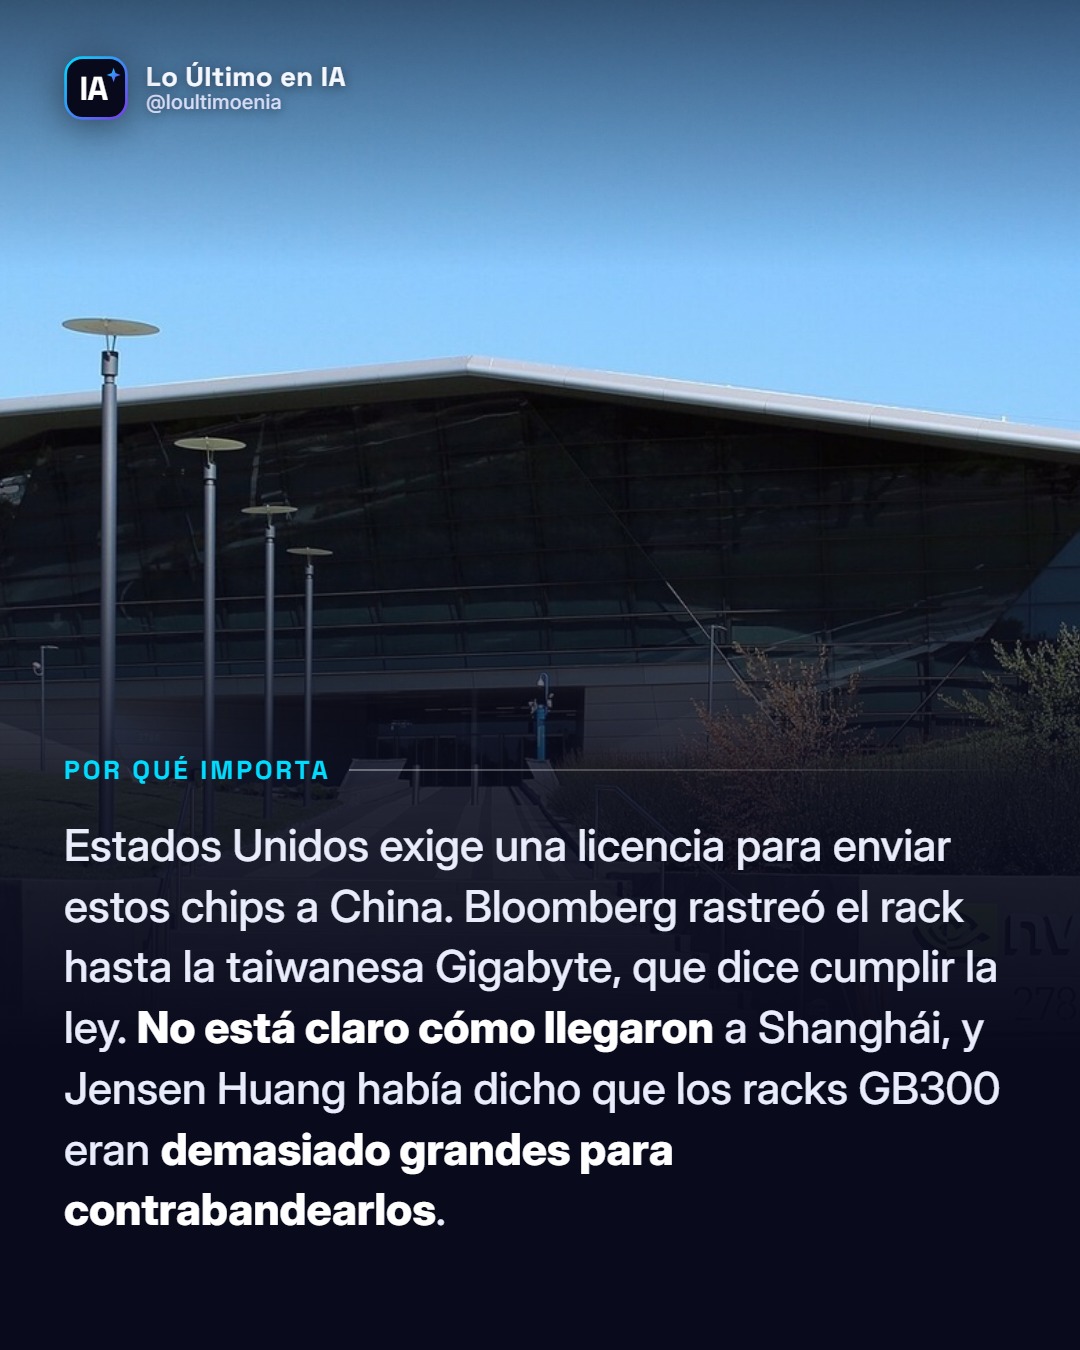 IA
Lo Último en IA
@loultimoenia
POR QUÉ IMPORTA
Estados Unidos exige una licencia para enviar
estos chips a China. Bloomberg rastreó el rack
hasta la taiwanesa Gigabyte, que dice cumplir la
ley. No está claro cómo llegaron a Shanghái, y
Jensen Huang había dicho que los racks GB300
eran demasiado grandes para
contrabandearlos.